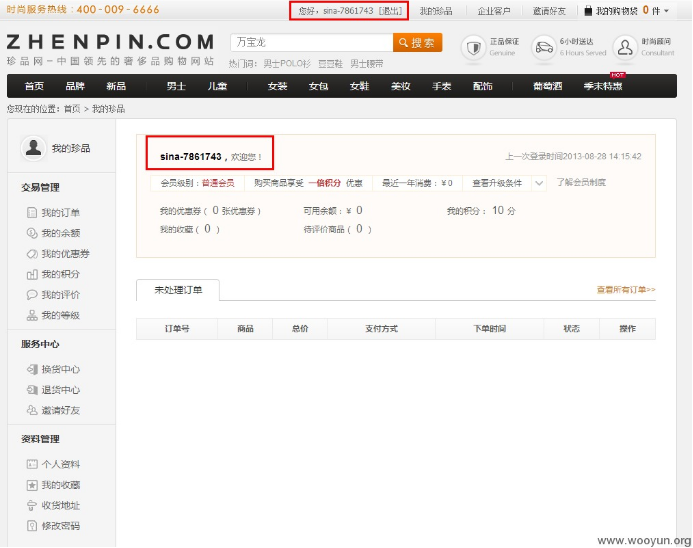 时尚服务热线：400-009-6666
您好，sina-7861743 [退出] 我的珍品 企业客户 邀请好友 我的购物袋 0 件
ZHENPIN.COM
珍品网－中国领先的奢侈品购物网站
万宝龙 搜索
热门词： 男士POLO衫 豆豆鞋 男士腰带
正品保证 Genuine
6小时送达 6 Hours Served
时尚顾问 Consultant
首页 品牌 新品 男士 儿童 女装 女包 女鞋 美妆 手表 配饰 葡萄酒 季末特惠 HOT
您现在的位置：首页 > 我的珍品
我的珍品
交易管理
我的订单
我的余额
我的优惠券
我的积分
我的评价
我的等级
服务中心
换货中心
退货中心
邀请好友
资料管理
个人资料
我的收藏
收货地址
修改密码
sina-7861743，欢迎您！ 上一次登录时间2013-08-28 14:15:42
会员级别：普通会员 购买商品享受 一倍积分 优惠 最近一年消费：¥0 查看升级条件 了解会员制度
我的优惠券（ 0 张优惠券） 可用余额：¥ 0 我的积分： 10 分
我的收藏（ 0 ） 待评价商品（ 0 ）
未处理订单 查看所有订单>>
订单号 商品 总价 支付方式 下单时间 状态 操作
www.wooyun.org